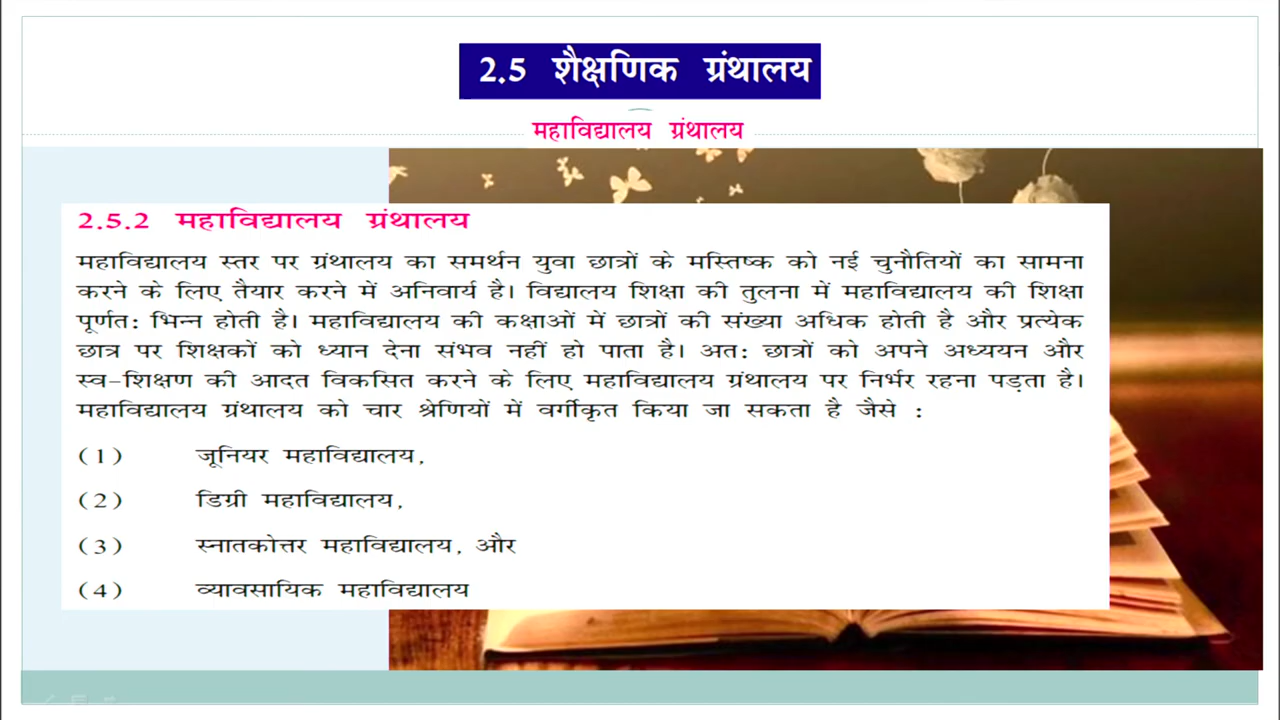 2.5 शैक्षणिक ग्रंथालय
महाविद्यालय ग्रंथालय
2.5.2 महाविद्यालय ग्रंथालय
महाविद्यालय स्तर पर ग्रंथालय का समर्थन युवा छात्रों के मस्तिष्क को नई चुनौतियों का सामना
करने के लिए तैयार करने में अनिवार्य है। विद्यालय शिक्षा की तुलना में महाविद्यालय की शिक्षा
पूर्णत: भिन्न होती है। महाविद्यालय की कक्षाओं में छात्रों की संख्या अधिक होती है और प्रत्येक
छात्र पर शिक्षकों को ध्यान देना संभव नहीं हो पाता है। अत: छात्रों को अपने अध्ययन और
स्व-शिक्षण की आदत विकसित करने के लिए महाविद्यालय ग्रंथालय पर निर्भर रहना पड़ता है।
महाविद्यालय ग्रंथालय को चार श्रेणियों में वर्गीकृत किया जा सकता है जैसे :
(1) जूनियर महाविद्यालय,
(2) डिग्री महाविद्यालय,
(3) स्नातकोत्तर महाविद्यालय, और
(4) व्यावसायिक महाविद्यालय